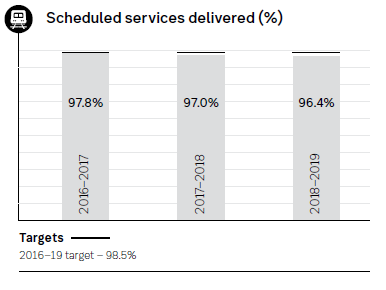 Scheduled services delivered (%)
97.8% 97.0% 96.4%
2016–2017 2017–2018 2018–2019
Targets
2016–19 target – 98.5%